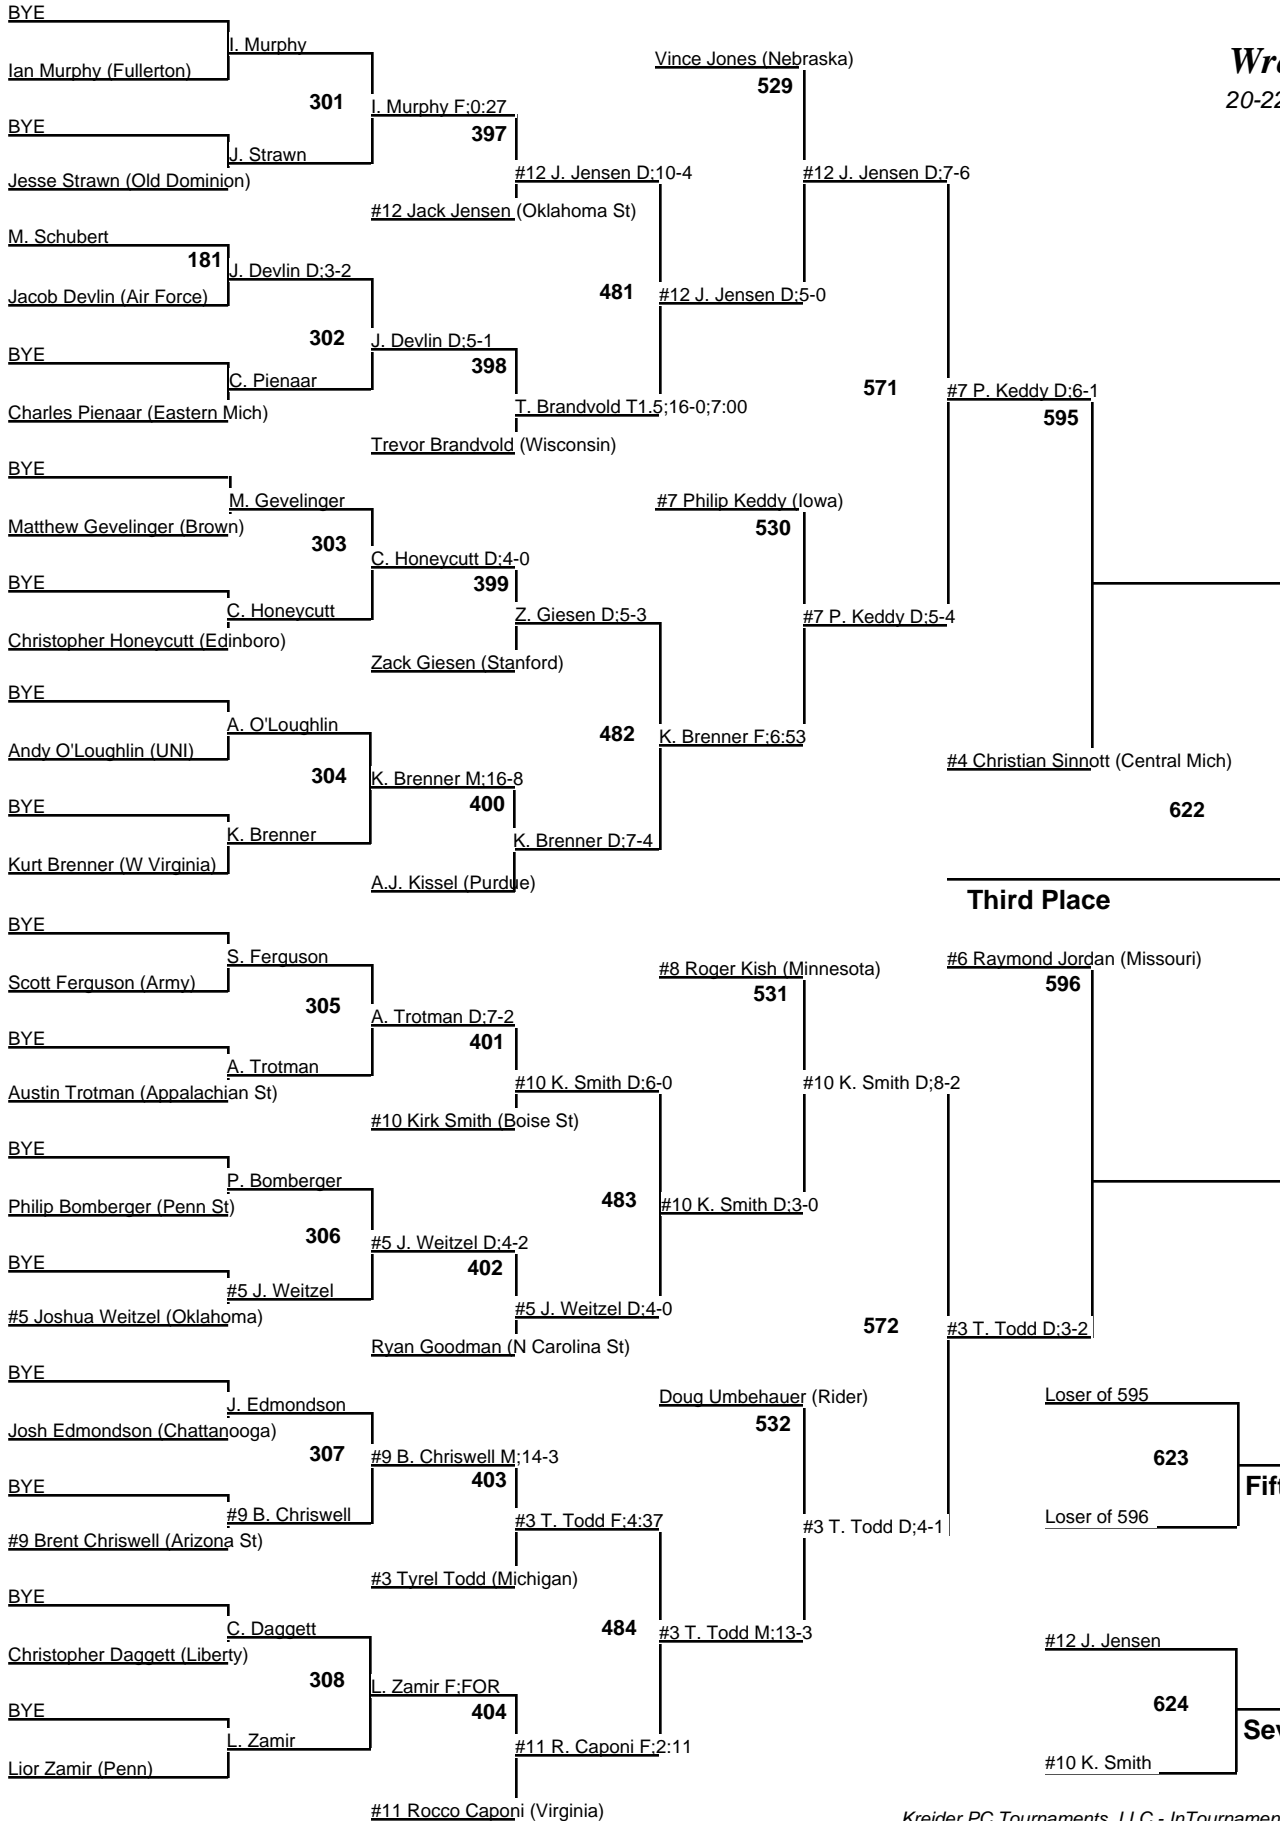 BYE
I. Murphy
Ian Murphy (Fullerton)
301
I. Murphy F;0:27
397
BYE
J. Strawn
Jesse Strawn (Old Dominion)
#12 J. Jensen D;10-4
#12 Jack Jensen (Oklahoma St)
M. Schubert
181
J. Devlin D;3-2
Jacob Devlin (Air Force)
481
#12 J. Jensen D;5-0
302
J. Devlin D;5-1
398
BYE
C. Pienaar
Charles Pienaar (Eastern Mich)
T. Brandvold T1.5;16-0;7:00
Trevor Brandvold (Wisconsin)
Vince Jones (Nebraska)
529
#12 J. Jensen D;7-6
20-22
571
#7 P. Keddy D;6-1
595
BYE
M. Gevelinger
Matthew Gevelinger (Brown)
303
C. Honeycutt D;4-0
399
BYE
C. Honeycutt
Christopher Honeycutt (Edinboro)
Z. Giesen D;5-3
Zack Giesen (Stanford)
#7 Philip Keddy (Iowa)
530
#7 P. Keddy D;5-4
BYE
A. O'Loughlin
Andy O'Loughlin (UNI)
482
K. Brenner F;6:53
304
K. Brenner M;16-8
400
BYE
K. Brenner
Kurt Brenner (W Virginia)
K. Brenner D;7-4
A.J. Kissel (Purdue)
#4 Christian Sinnott (Central Mich)
622
Third Place
BYE
S. Ferguson
Scott Ferguson (Army)
305
A. Trotman D;7-2
401
BYE
A. Trotman
Austin Trotman (Appalachian St)
#10 K. Smith D;6-0
#10 Kirk Smith (Boise St)
#8 Roger Kish (Minnesota)
531
#10 K. Smith D;8-2
#6 Raymond Jordan (Missouri)
596
BYE
P. Bomberger
Philip Bomberger (Penn St)
483
#10 K. Smith D;3-0
306
#5 J. Weitzel D;4-2
402
BYE
#5 J. Weitzel
#5 Joshua Weitzel (Oklahoma)
#5 J. Weitzel D;4-0
Ryan Goodman (N Carolina St)
572
#3 T. Todd D;3-2
BYE
J. Edmondson
Josh Edmondson (Chattanooga)
307
#9 B. Chriswell M;14-3
403
BYE
#9 B. Chriswell
#9 Brent Chriswell (Arizona St)
#3 T. Todd F;4:37
#3 Tyrel Todd (Michigan)
Doug Umbehauer (Rider)
532
#3 T. Todd D;4-1
Loser of 595
623
Loser of 596
BYE
C. Daggett
Christopher Daggett (Liberty)
484
#3 T. Todd M;13-3
308
L. Zamir F;FOR
404
BYE
L. Zamir
Lior Zamir (Penn)
#11 R. Caponi F;2:11
#11 Rocco Caponi (Virginia)
#12 J. Jensen
624
#10 K. Smith
Kreider PC Tournaments, LLC - InTournamen